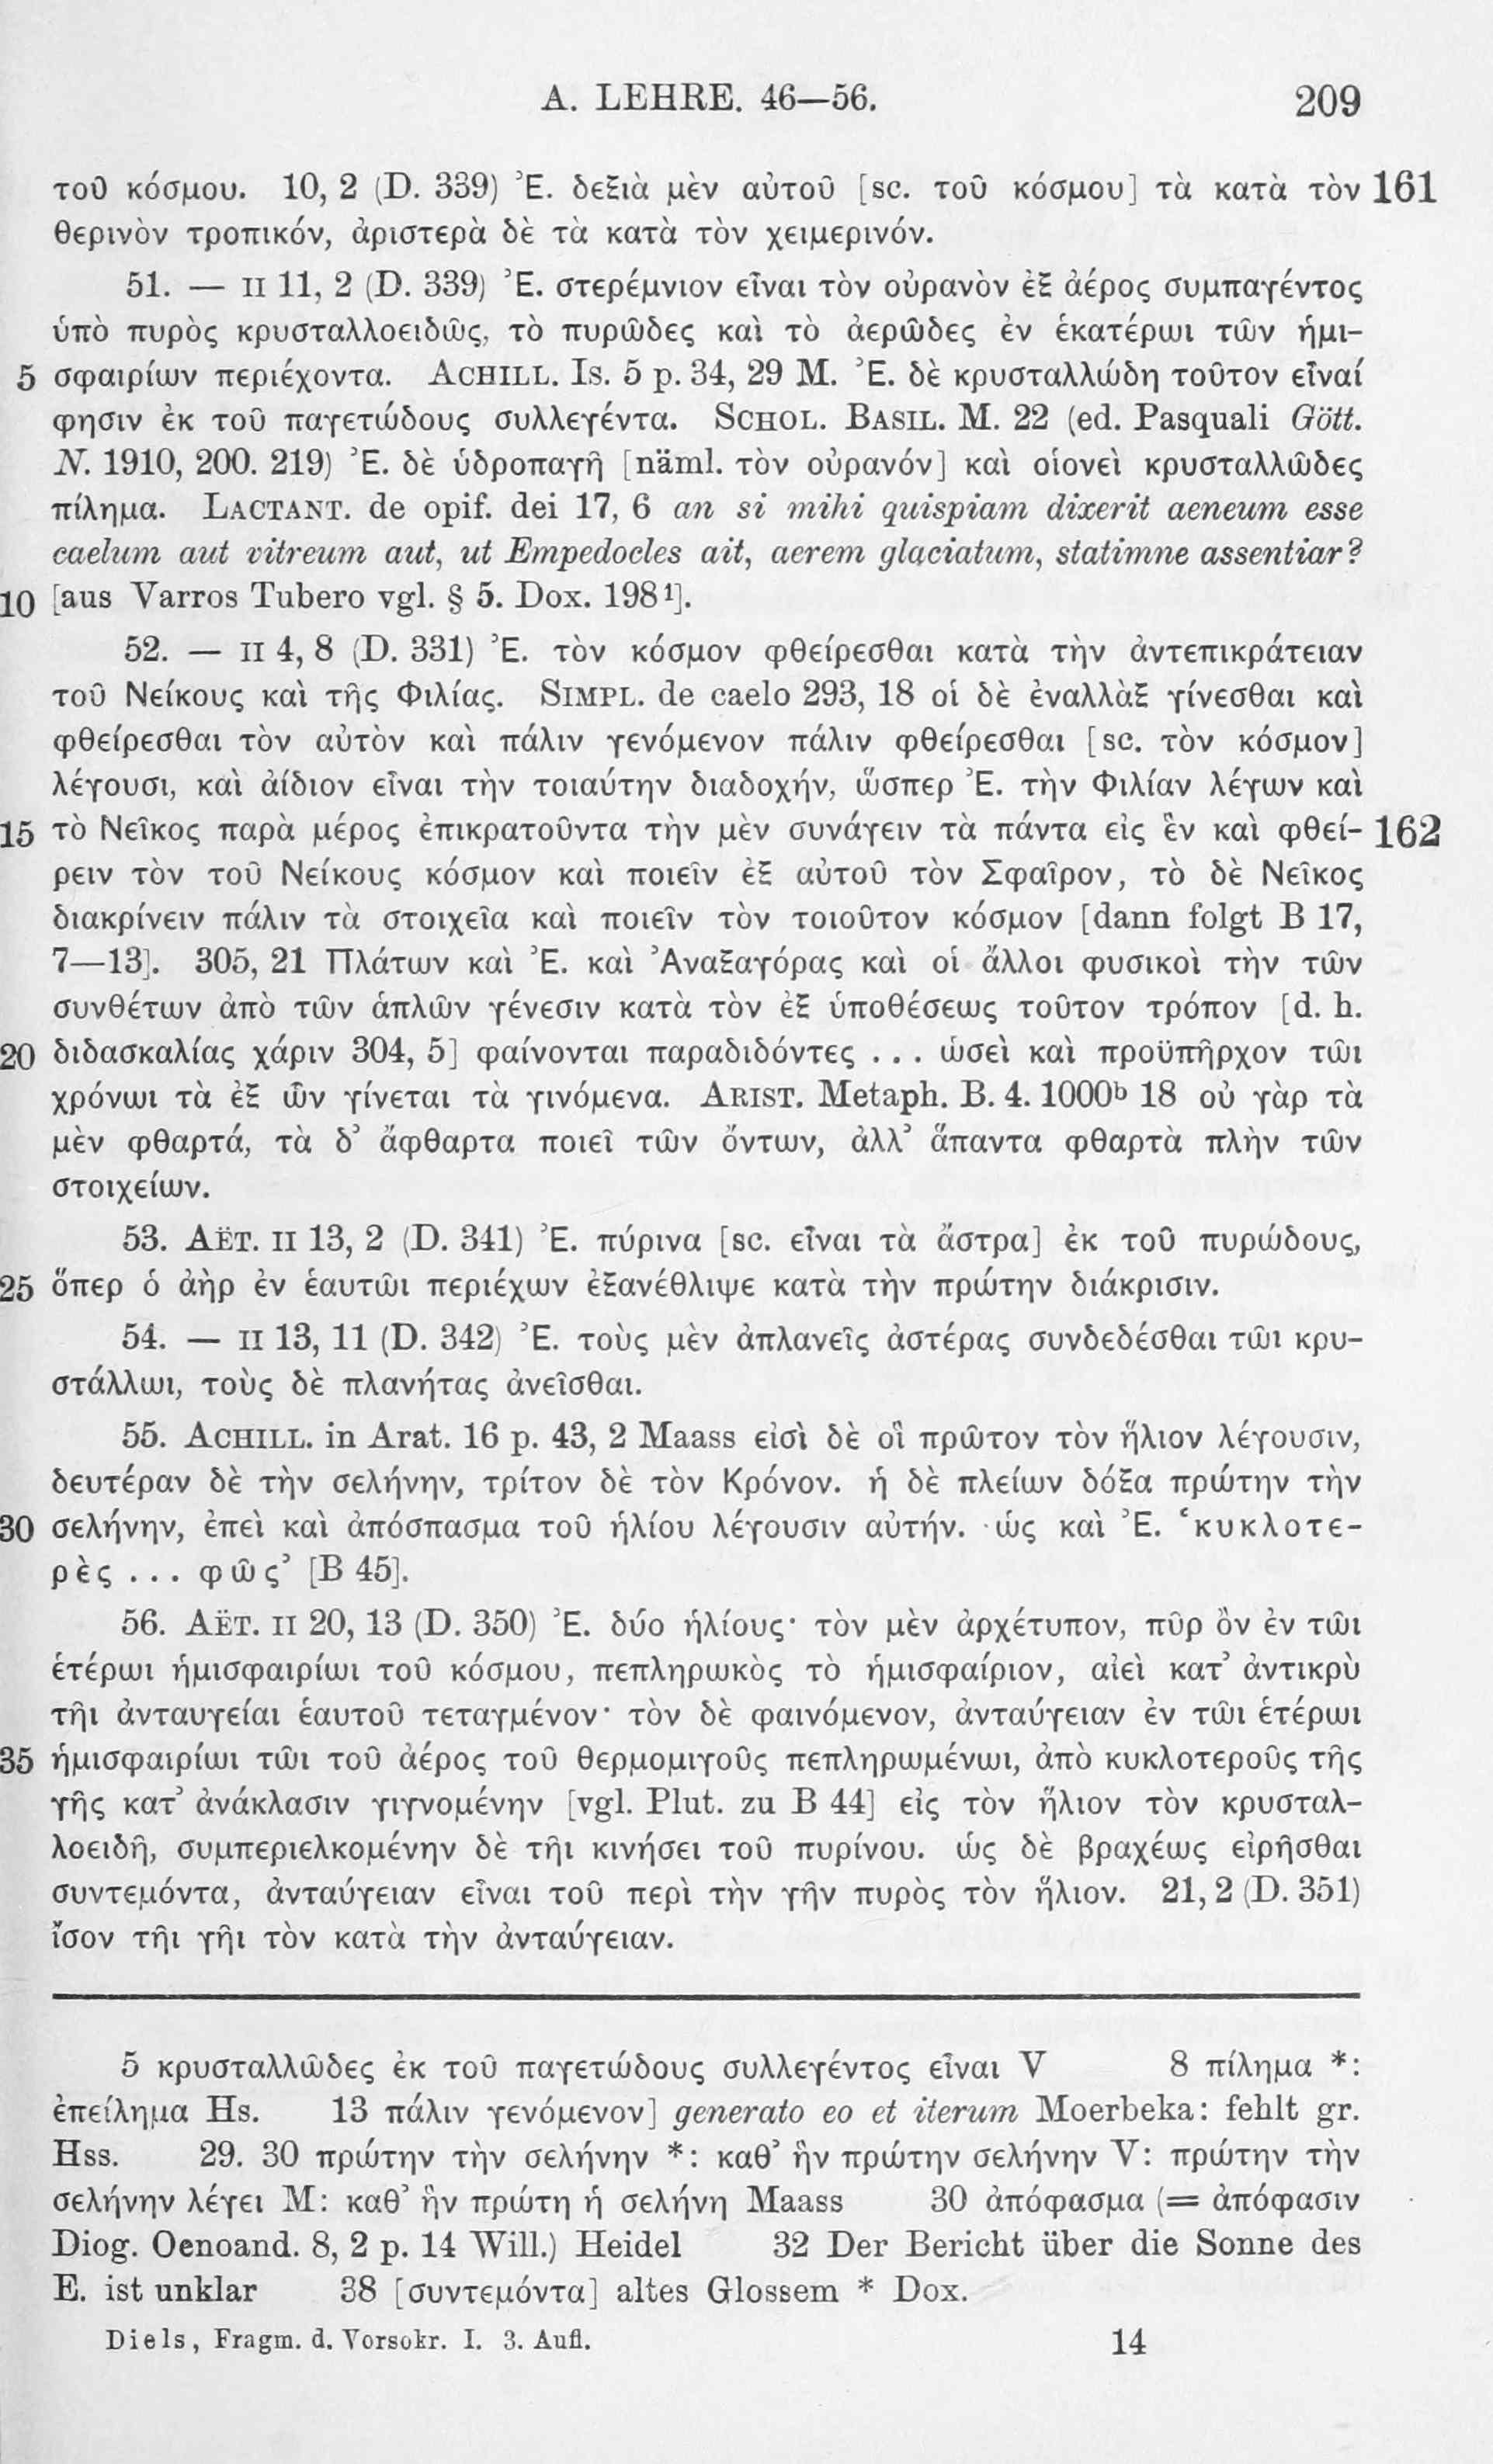 A. LEHRE. 46—56. 209
τοῦ κόσμου. 10, 2 (D. 339) Ἐ. δεξιὰ μὲν αὐτοῦ [sc. τοῦ κόσμου] τὰ κατὰ τὸν 161
θερινὸν τροπικόν, ἀριστερὰ δὲ τὰ κατὰ τὸν χειμερινόν.
51. — II 11, 2 (D. 339) Ἐ. στερέμνιον εἶναι τὸν οὐρανὸν ἐξ ἀέρος συμπαγέντος
ὑπὸ πυρὸς κρυσταλλοειδῶς, τὸ πυρῶδες καὶ τὸ ἀερῶδες ἐν ἑκατέρωι τῶν ἡμι-
5 σφαιρίων περιέχοντα. ACHILL. Is. 5 p. 34, 29 M. Ἐ. δὲ κρυσταλλώδη τοῦτον εἶναί
φησιν ἐκ τοῦ παγετώδους συλλεγέντα. SCHOL. BASIL. M. 22 (ed. Pasquali Gött.
N. 1910, 200. 219) Ἐ. δὲ ὑδροπαγῆ [näml. τὸν οὐρανόν] καὶ οἱονεὶ κρυσταλλῶδες
πίλημα. LACTANT. de opif. dei 17, 6 an si mihi quispiam dixerit aeneum esse
caelum aut vitreum aut, ut Empedocles ait, aerem glaciatum, statimne assentiar?
10 [aus Varros Tubero vgl. § 5. Dox. 198¹].
52. — II 4, 8 (D. 331) Ἐ. τὸν κόσμον φθείρεσθαι κατὰ τὴν ἀντεπικράτειαν
τοῦ Νείκους καὶ τῆς Φιλίας. SIMPL. de caelo 293, 18 οἱ δὲ ἐναλλὰξ γίνεσθαι καὶ
φθείρεσθαι τὸν αὐτὸν καὶ πάλιν γενόμενον πάλιν φθείρεσθαι [sc. τὸν κόσμον]
λέγουσι, καὶ ἀίδιον εἶναι τὴν τοιαύτην διαδοχήν, ὥσπερ Ἐ. τὴν Φιλίαν λέγων καὶ
15 τὸ Νεῖκος παρὰ μέρος ἐπικρατοῦντα τὴν μὲν συνάγειν τὰ πάντα εἰς ἓν καὶ φθεί- 162
ρειν τὸν τοῦ Νείκους κόσμον καὶ ποιεῖν ἐξ αὐτοῦ τὸν Σφαῖρον, τὸ δὲ Νεῖκος
διακρίνειν πάλιν τὰ στοιχεῖα καὶ ποιεῖν τὸν τοιοῦτον κόσμον [dann folgt B 17,
7—13]. 305, 21 Πλάτων καὶ Ἐ. καὶ Ἀναξαγόρας καὶ οἱ ἄλλοι φυσικοὶ τὴν τῶν
συνθέτων ἀπὸ τῶν ἁπλῶν γένεσιν κατὰ τὸν ἐξ ὑποθέσεως τοῦτον τρόπον [d. h.
20 διδασκαλίας χάριν 304, 5] φαίνονται παραδιδόντες ... ὡσεὶ καὶ προϋπῆρχον τῶι
χρόνωι τὰ ἐξ ὧν γίνεται τὰ γινόμενα. ARIST. Metaph. B. 4. 1000ᵇ 18 οὐ γὰρ τὰ
μὲν φθαρτά, τὰ δ᾽ ἄφθαρτα ποιεῖ τῶν ὄντων, ἀλλ᾽ ἅπαντα φθαρτὰ πλὴν τῶν
στοιχείων.
53. AËT. II 13, 2 (D. 341) Ἐ. πύρινα [sc. εἶναι τὰ ἄστρα] ἐκ τοῦ πυρώδους,
25 ὅπερ ὁ ἀὴρ ἐν ἑαυτῶι περιέχων ἐξανέθλιψε κατὰ τὴν πρώτην διάκρισιν.
54. — II 13, 11 (D. 342) Ἐ. τοὺς μὲν ἀπλανεῖς ἀστέρας συνδεδέσθαι τῶι κρυ-
στάλλωι, τοὺς δὲ πλανήτας ἀνεῖσθαι.
55. ACHILL. in Arat. 16 p. 43, 2 Maass εἰσὶ δὲ οἳ πρῶτον τὸν ἥλιον λέγουσιν,
δευτέραν δὲ τὴν σελήνην, τρίτον δὲ τὸν Κρόνον. ἡ δὲ πλείων δόξα πρώτην τὴν
30 σελήνην, ἐπεὶ καὶ ἀπόσπασμα τοῦ ἡλίου λέγουσιν αὐτήν. ὡς καὶ Ἐ. ‘κυκλοτε-
ρὲς ... φῶς’ [B 45].
56. AËT. II 20, 13 (D. 350) Ἐ. δύο ἡλίους· τὸν μὲν ἀρχέτυπον, πῦρ ὂν ἐν τῶι
ἑτέρωι ἡμισφαιρίωι τοῦ κόσμου, πεπληρωκὸς τὸ ἡμισφαίριον, αἰεὶ κατ᾽ ἀντικρὺ
τῆι ἀνταυγείαι ἑαυτοῦ τεταγμένον· τὸν δὲ φαινόμενον, ἀνταύγειαν ἐν τῶι ἑτέρωι
35 ἡμισφαιρίωι τῶι τοῦ ἀέρος τοῦ θερμομιγοῦς πεπληρωμένωι, ἀπὸ κυκλοτεροῦς τῆς
γῆς κατ᾽ ἀνάκλασιν γιγνομένην [vgl. Plut. zu B 44] εἰς τὸν ἥλιον τὸν κρυσταλ-
λοειδῆ, συμπεριελκομένην δὲ τῆι κινήσει τοῦ πυρίνου. ὡς δὲ βραχέως εἰρῆσθαι
συντεμόντα, ἀνταύγειαν εἶναι τοῦ περὶ τὴν γῆν πυρὸς τὸν ἥλιον. 21, 2 (D. 351)
ἴσον τῆι γῆι τὸν κατὰ τὴν ἀνταύγειαν.
5 κρυσταλλῶδες ἐκ τοῦ παγετώδους συλλεγέντος εἶναι V 8 πίλημα *:
ἐπείλημα Hs. 13 πάλιν γενόμενον] generato eo et iterum Moerbeka: fehlt gr.
Hss. 29. 30 πρώτην τὴν σελήνην *: καθ᾽ ἣν πρώτην σελήνην V: πρώτην τὴν
σελήνην λέγει M: καθ᾽ ἣν πρώτη ἡ σελήνη Maass 30 ἀπόφασμα (= ἀπόφασιν
Diog. Oenoand. 8, 2 p. 14 Will.) Heidel 32 Der Bericht über die Sonne des
E. ist unklar 38 [συντεμόντα] altes Glossem * Dox.
Diels, Fragm. d. Vorsokr. I. 3. Aufl. 14